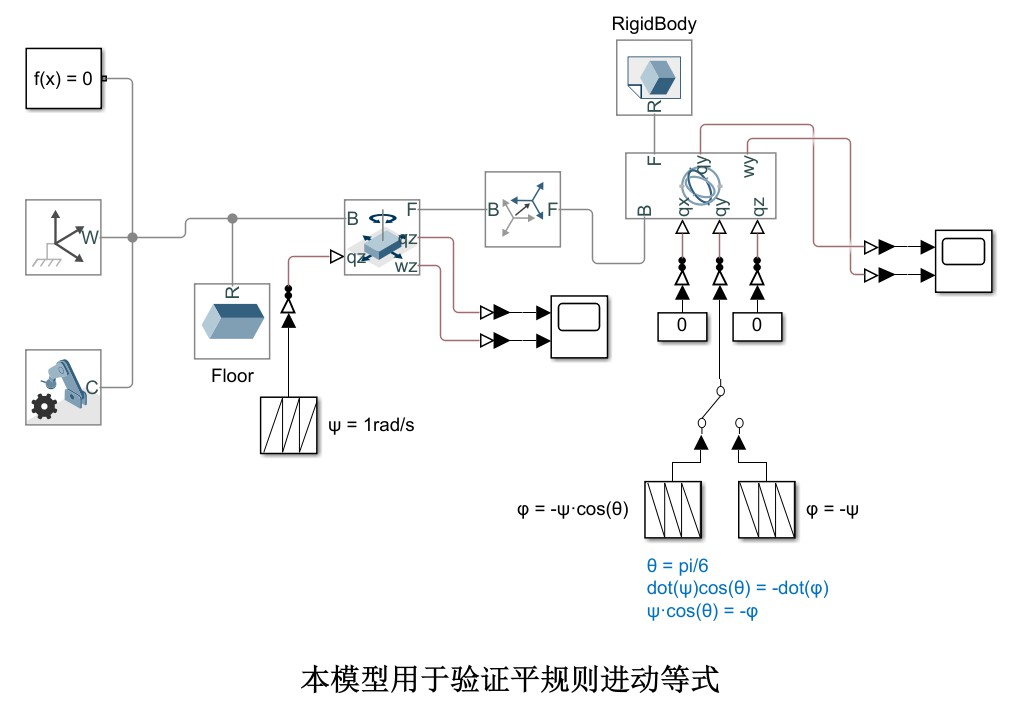 RigidBody
f(x) = 0
R
F
qy
wy
B
qx
qy
qz
W
B
F
qz
qz
wz
B
F
R
0
0
C
Floor
ψ = 1rad/s
φ = -ψ·cos(θ)
φ = -ψ
θ = pi/6
dot(ψ)cos(θ) = -dot(φ)
ψ·cos(θ) = -φ
本模型用于验证平规则进动等式